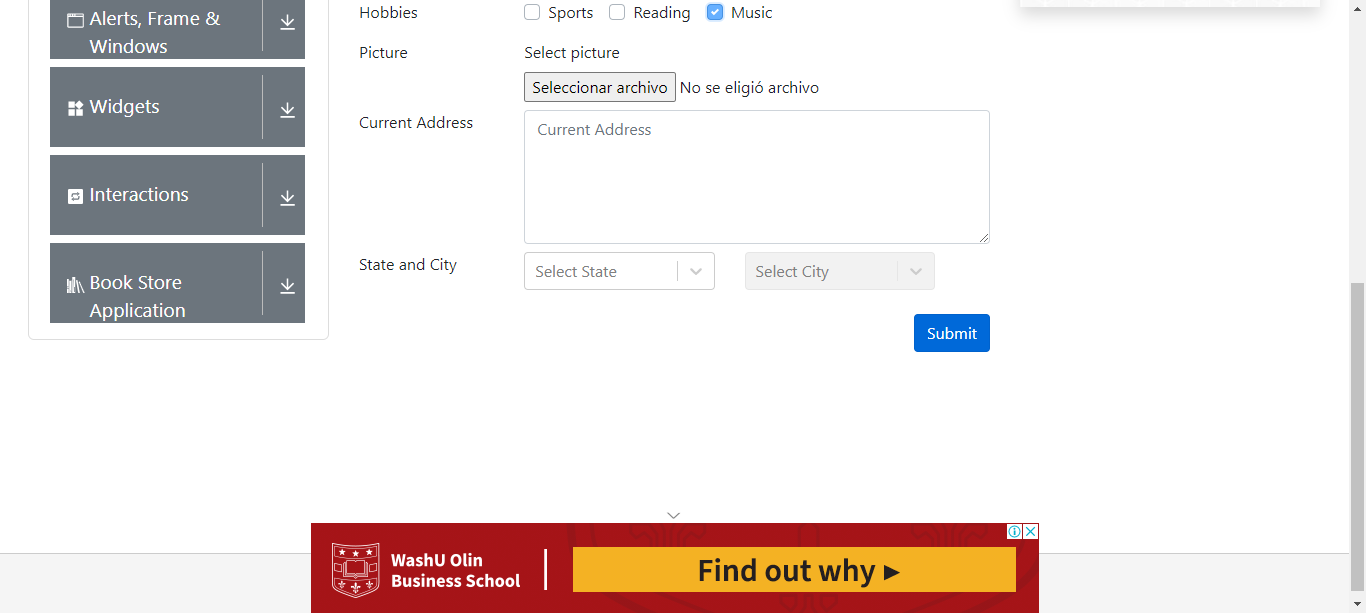 Alerts, Frame &
Windows
Widgets
Interactions
Book Store
Application
Hobbies
Sports
Reading
Music
Picture
Select picture
Seleccionar archivo No se eligió archivo
Current Address
Current Address
State and City
Select State
Select City
Submit
WashU Olin
Business School
Find out why ►